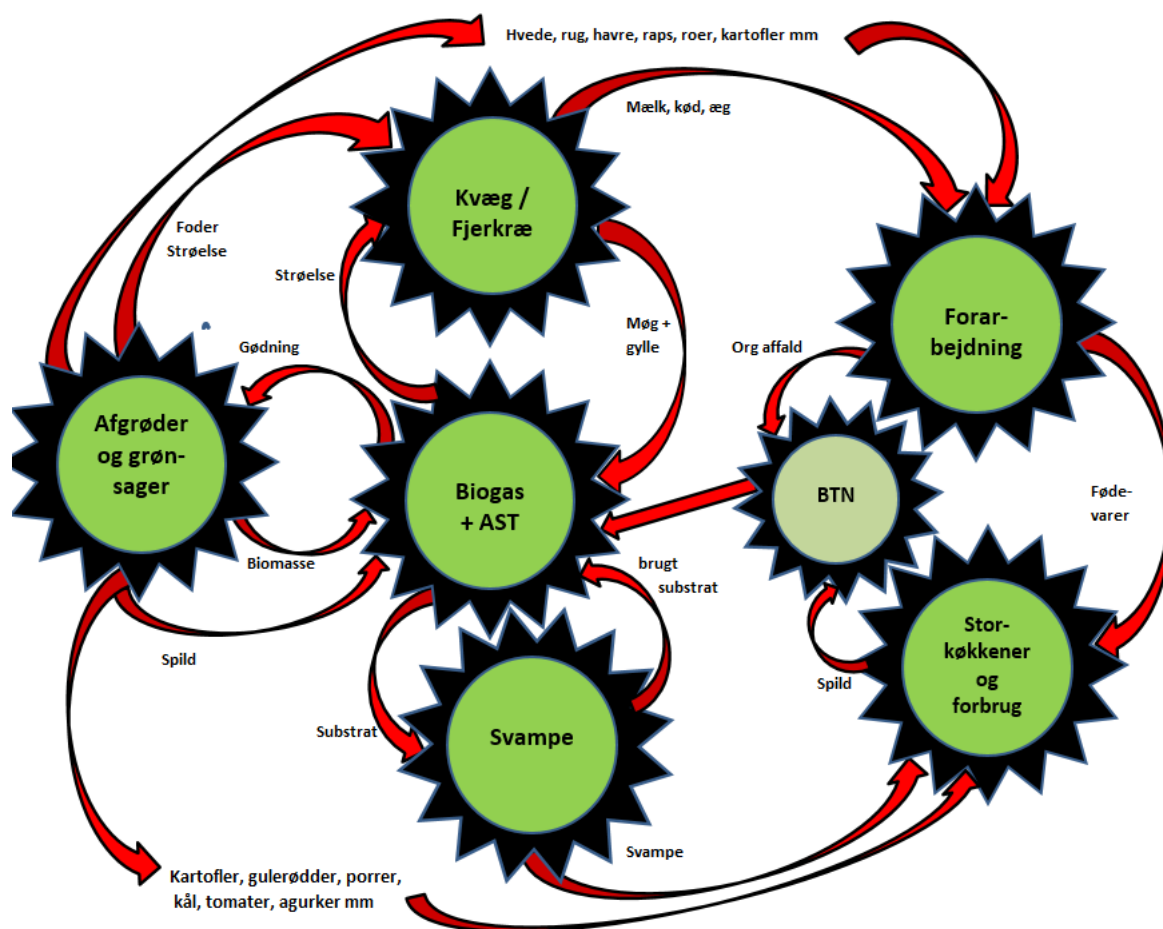 Hvede, rug, havre, raps, roer, kartofler mm
Mælk, kød, æg
Kvæg /
Fjerkræ
Foder
Strøelse
Strøelse
Møg +
gylle
Forar-
bejdning
Org affald
Gødning
Afgrøder
og grøn-
sager
Biogas
+ AST
BTN
Føde-
varer
Biomasse
brugt
substrat
Stor-
køkkener
og
forbrug
Spild
Spild
Substrat
Svampe
Svampe
Kartofler, gulerødder, porrer,
kål, tomater, agurker mm